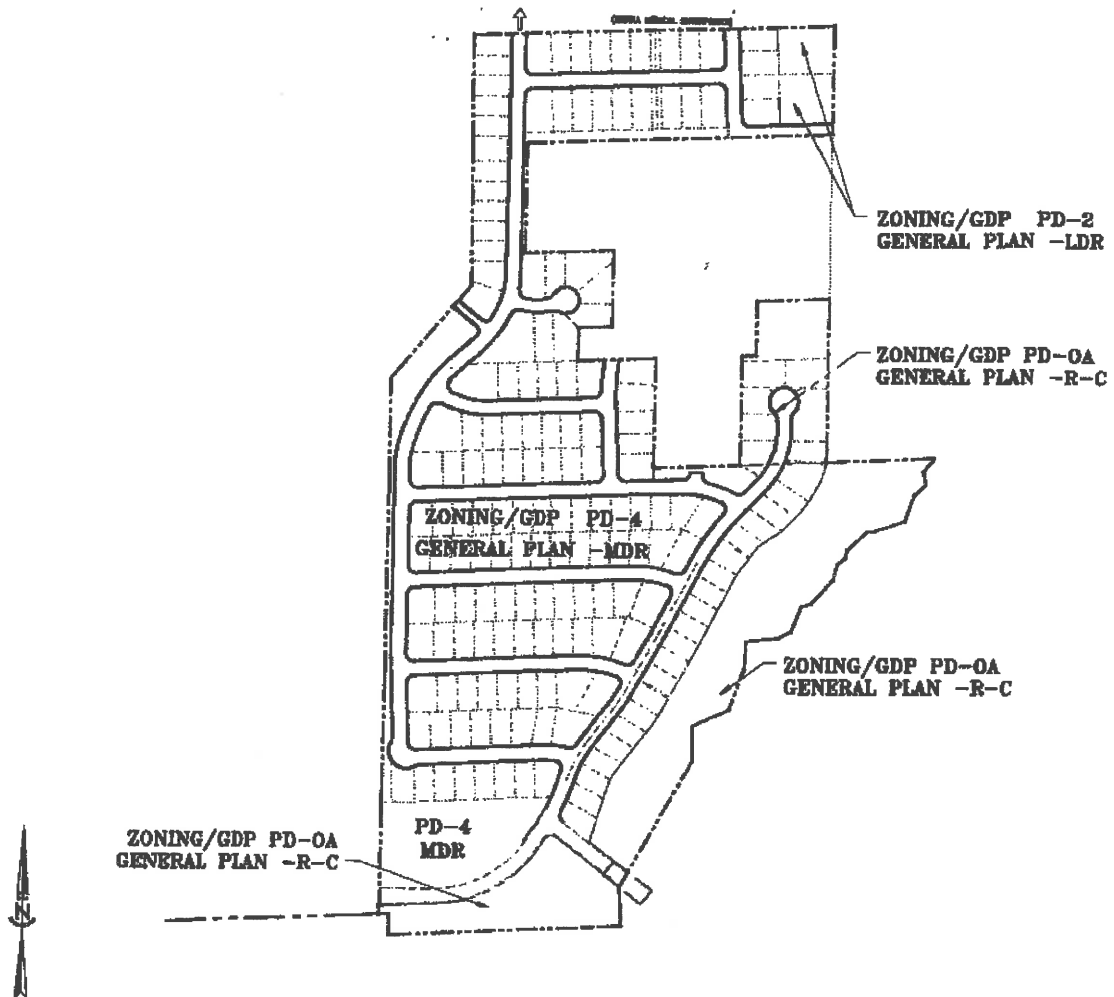 ZONING/GDP PD-2
GENERAL PLAN -LDR
ZONING/GDP PD-OA
GENERAL PLAN -R-C
ZONING/GDP PD-4
GENERAL PLAN -MDR
ZONING/GDP PD-OA
GENERAL PLAN -R-C
PD-4
MDR
ZONING/GDP PD-OA
GENERAL PLAN -R-C
N